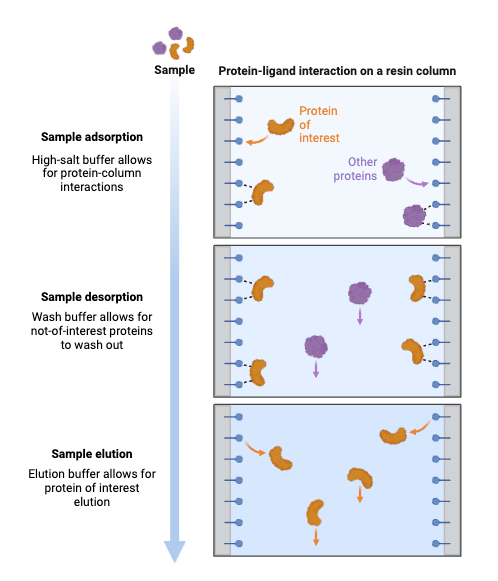 Sample
Protein-ligand interaction on a resin column
Sample adsorption
High-salt buffer allows
for protein-column
interactions
Protein
of
interest
Other
proteins
Sample desorption
Wash buffer allows for
not-of-interest proteins
to wash out
Sample elution
Elution buffer allows for
protein of interest
elution